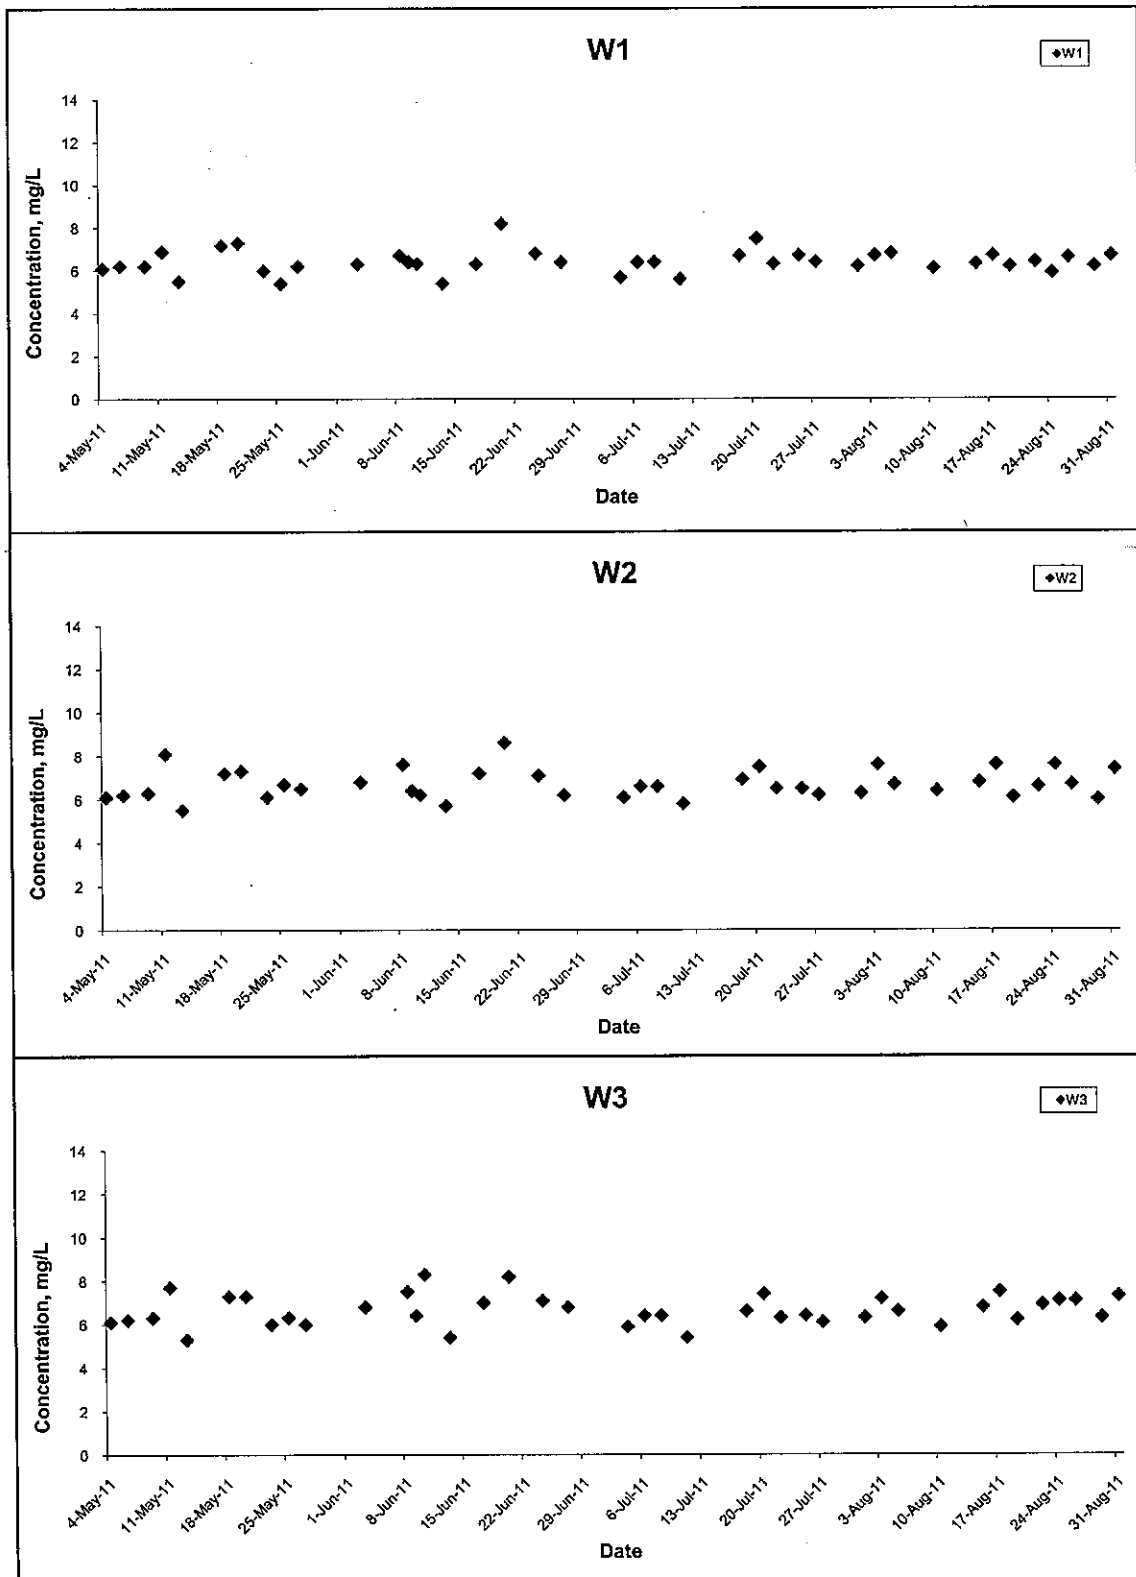 W1
◆W1
14
12
10
8
6
4
2
0
Concentration, mg/L
4-May-11
11-May-11
18-May-11
25-May-11
1-Jun-11
8-Jun-11
15-Jun-11
22-Jun-11
29-Jun-11
6-Jul-11
13-Jul-11
20-Jul-11
27-Jul-11
3-Aug-11
10-Aug-11
17-Aug-11
24-Aug-11
31-Aug-11
Date
W2
◆W2
14
12
10
8
6
4
2
0
Concentration, mg/L
4-May-11
11-May-11
18-May-11
25-May-11
1-Jun-11
8-Jun-11
15-Jun-11
22-Jun-11
29-Jun-11
6-Jul-11
13-Jul-11
20-Jul-11
27-Jul-11
3-Aug-11
10-Aug-11
17-Aug-11
24-Aug-11
31-Aug-11
Date
W3
◆W3
14
12
10
8
6
4
2
0
Concentration, mg/L
4-May-11
11-May-11
18-May-11
25-May-11
1-Jun-11
8-Jun-11
15-Jun-11
22-Jun-11
29-Jun-11
6-Jul-11
13-Jul-11
20-Jul-11
27-Jul-11
3-Aug-11
10-Aug-11
17-Aug-11
24-Aug-11
31-Aug-11
Date